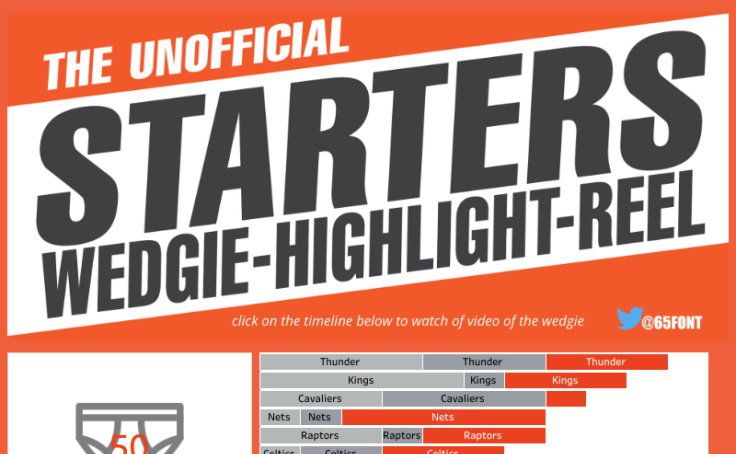 THE UNOFFICIAL
STARTERS
WEDGIE-HIGHLIGHT-REEL
click on the timeline below to watch of video of the wedgie
@65FONT
Thunder Thunder Thunder
Kings Kings Kings
Cavaliers Cavaliers
Nets Nets Nets
Raptors Raptors Raptors
Celtics Celtics Celtics
50